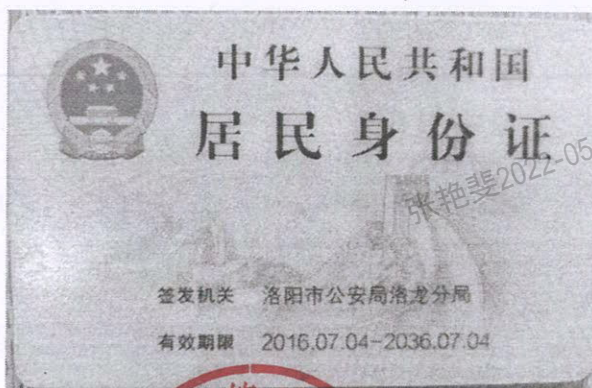 中华人民共和国
居民身份证
张艳斐2022-05
签发机关 洛阳市公安局洛龙分局
有效期限 2016.07.04-2036.07.04